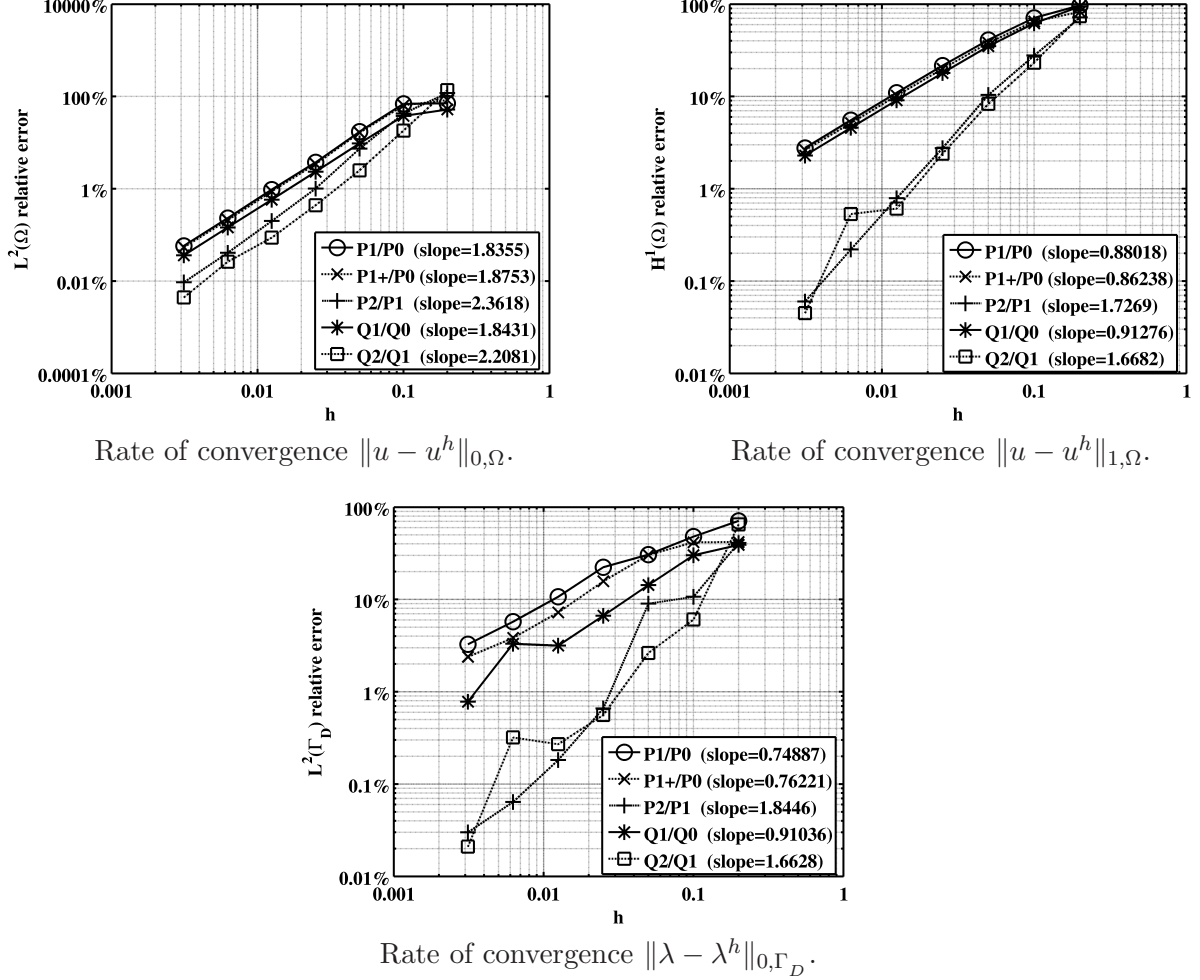 10000%
100%
1%
0.01%
0.0001%
0.001 0.01 0.1 1
h
L²(Ω) relative error
P1/P0 (slope=1.8355)
P1+/P0 (slope=1.8753)
P2/P1 (slope=2.3618)
Q1/Q0 (slope=1.8431)
Q2/Q1 (slope=2.2081)
Rate of convergence ‖u − u^h‖_{0,Ω}.
100%
10%
1%
0.1%
0.01%
0.001 0.01 0.1 1
h
H¹(Ω) relative error
P1/P0 (slope=0.88018)
P1+/P0 (slope=0.86238)
P2/P1 (slope=1.7269)
Q1/Q0 (slope=0.91276)
Q2/Q1 (slope=1.6682)
Rate of convergence ‖u − u^h‖_{1,Ω}.
100%
10%
1%
0.1%
0.01%
0.001 0.01 0.1 1
h
L²(Γ_D) relative error
P1/P0 (slope=0.74887)
P1+/P0 (slope=0.76221)
P2/P1 (slope=1.8446)
Q1/Q0 (slope=0.91036)
Q2/Q1 (slope=1.6628)
Rate of convergence ‖λ − λ^h‖_{0,Γ_D}.